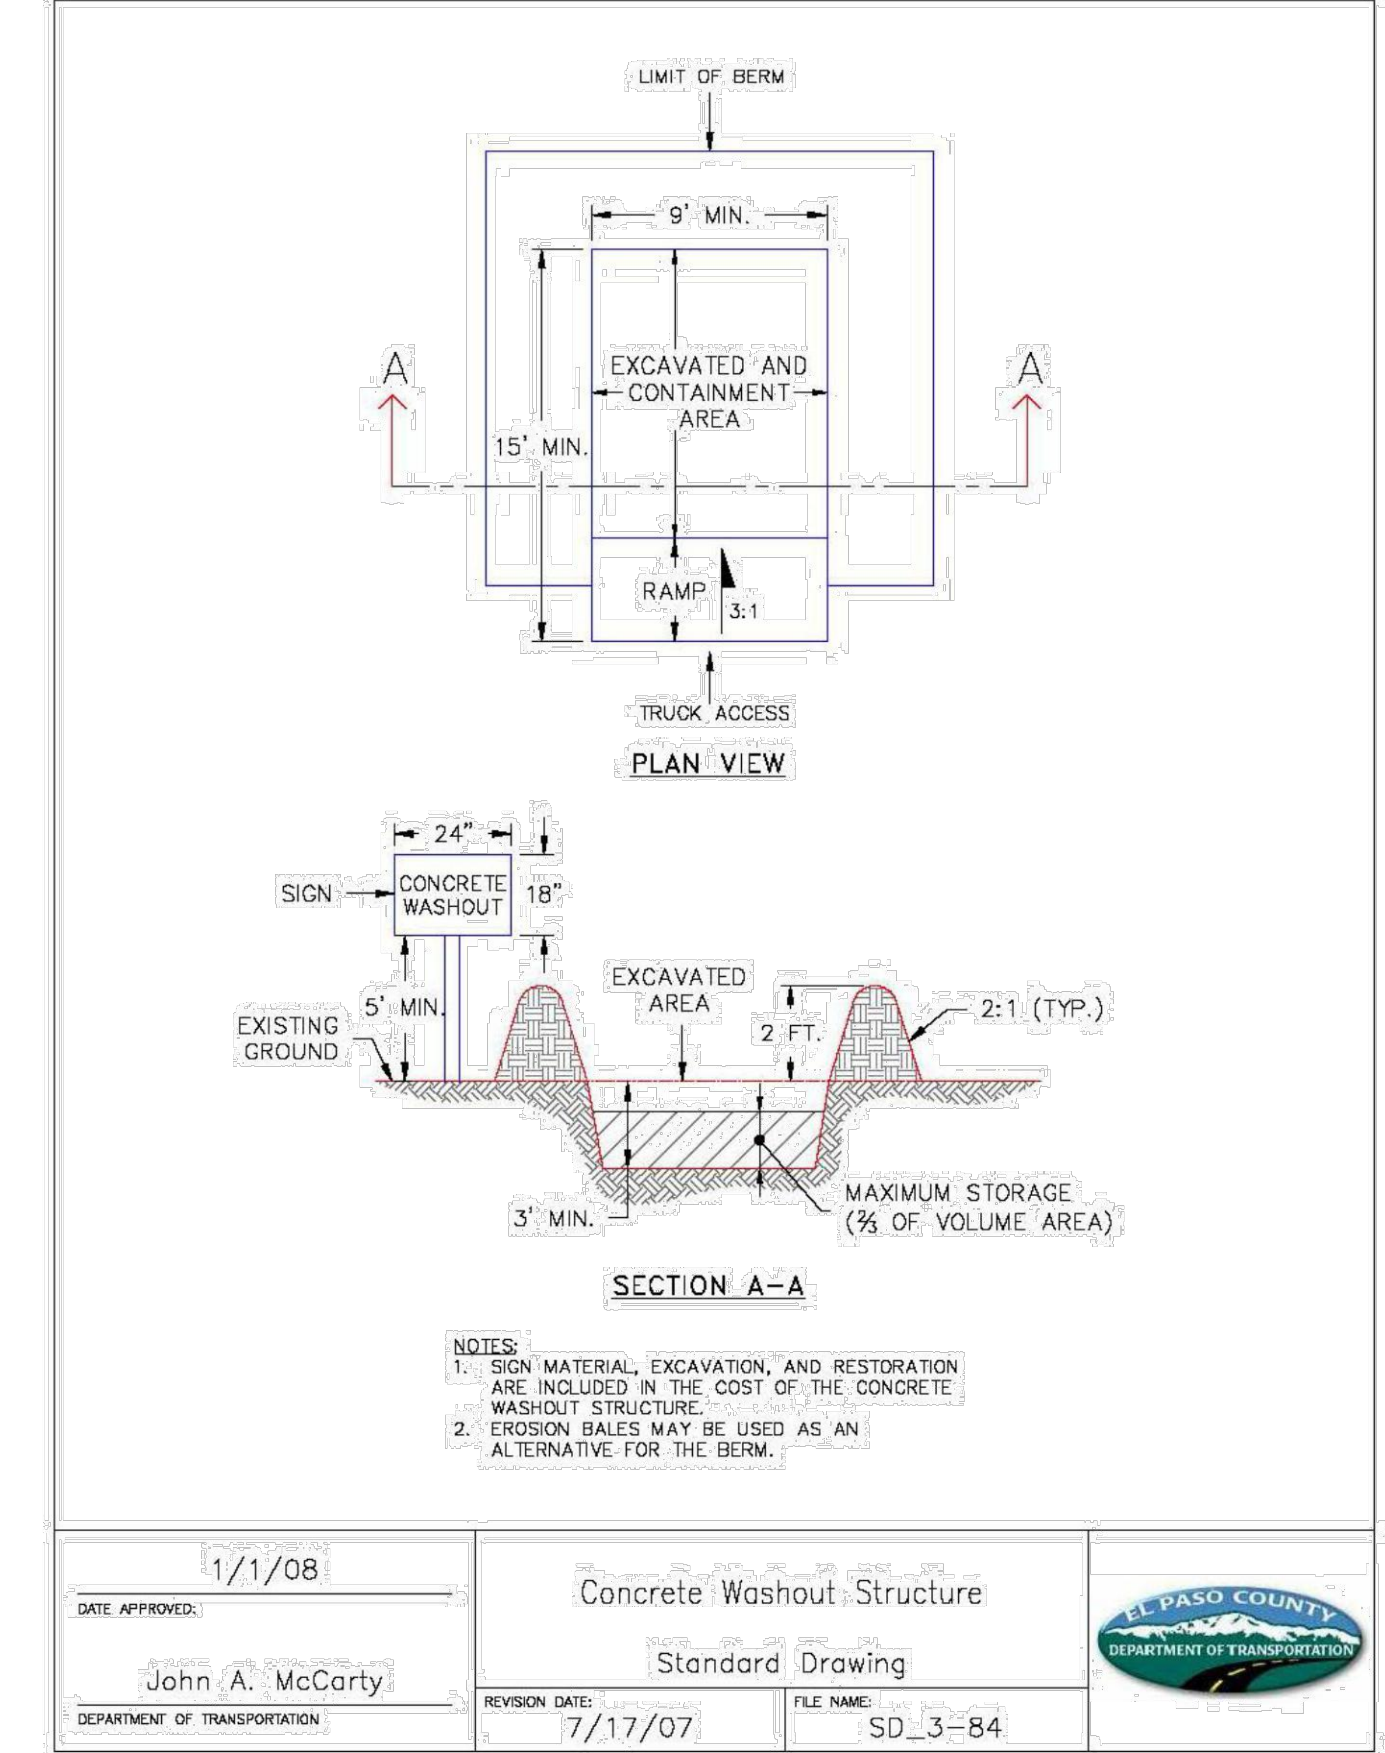 LIMIT OF BERM
9' MIN.
EXCAVATED AND
CONTAINMENT
AREA
A
A
15' MIN.
RAMP
3:1
TRUCK ACCESS
PLAN VIEW
24"
SIGN
CONCRETE
WASHOUT
18"
EXCAVATED
AREA
5' MIN.
2:1 (TYP.)
EXISTING
GROUND
2 FT.
MAXIMUM STORAGE
(⅔ OF VOLUME AREA)
3' MIN.
SECTION A-A
NOTES:
1. SIGN MATERIAL, EXCAVATION, AND RESTORATION
ARE INCLUDED IN THE COST OF THE CONCRETE
WASHOUT STRUCTURE.
2. EROSION BALES MAY BE USED AS AN
ALTERNATIVE FOR THE BERM.
1/1/08
DATE APPROVED:
John A. McCarty
DEPARTMENT OF TRANSPORTATION
Concrete Washout Structure
Standard Drawing
REVISION DATE:
7/17/07
FILE NAME:
SD_3-84
EL PASO COUNTY
DEPARTMENT OF TRANSPORTATION